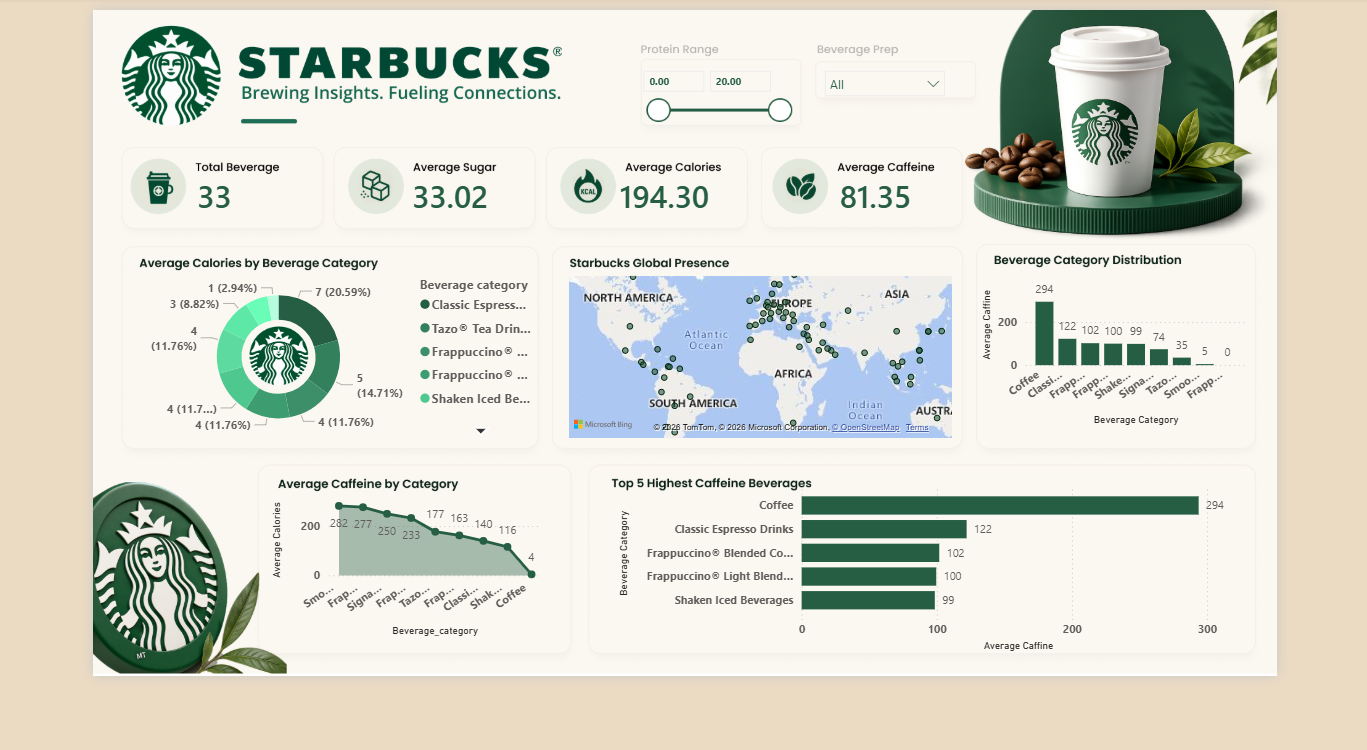 STARBUCKS®
Brewing Insights. Fueling Connections.
Protein Range
0.00
20.00
Beverage Prep
All
Total Beverage
33
Average Sugar
33.02
KCAL
Average Calories
194.30
Average Caffeine
81.35
Average Calories by Beverage Category
1 (2.94%)
7 (20.59%)
3 (8.82%)
4
(11.76%)
5
(14.71%)
4 (11.7...)
4 (11.76%)
4 (11.76%)
Beverage category
Classic Espress...
Tazo® Tea Drin...
Frappuccino® ...
Frappuccino® ...
Shaken Iced Be...
Starbucks Global Presence
NORTH AMERICA
EUROPE
ASIA
Atlantic
Ocean
AFRICA
SOUTH AMERICA
Indian
Ocean
AUSTRA
Microsoft Bing
© 2026 TomTom, © 2026 Microsoft Corporation, © OpenStreetMap Terms
Beverage Category Distribution
Average Caffine
200
0
294
122
102
100
99
74
35
5
0
Coffee
Classi...
Frapp...
Frapp...
Shake...
Signa...
Tazo...
Smoo...
Frapp...
Beverage Category
Average Caffeine by Category
Average Calories
200
0
282
277
250
233
177
163
140
116
4
Smo...
Frap...
Signa...
Frap...
Tazo...
Frap...
Classi...
Shak...
Coffee
Beverage_category
MT
Top 5 Highest Caffeine Beverages
Beverage Category
Coffee
294
Classic Espresso Drinks
122
Frappuccino® Blended Co...
102
Frappuccino® Light Blend...
100
Shaken Iced Beverages
99
0
100
200
300
Average Caffine